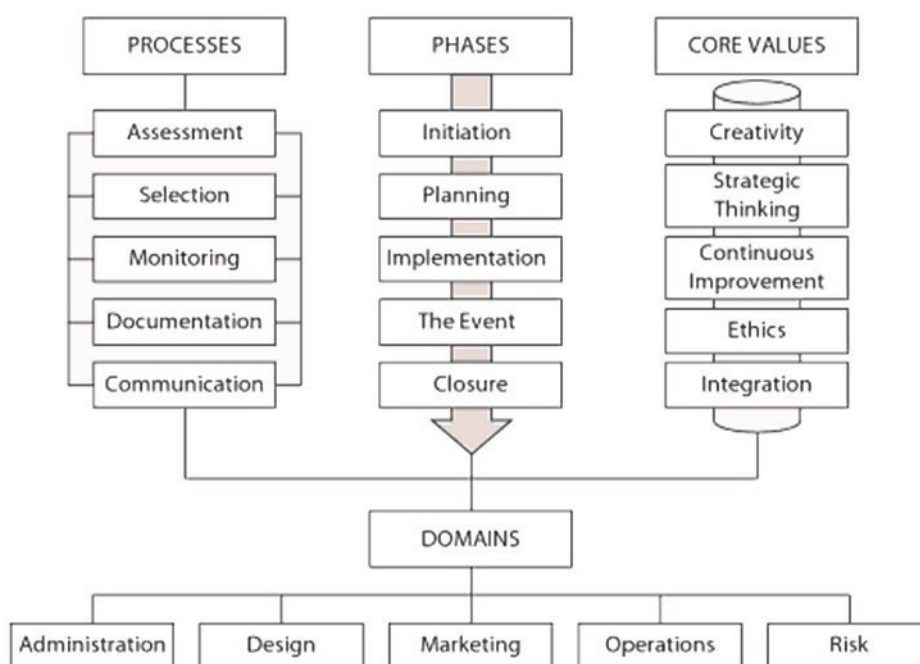 PROCESSES
Assessment
Selection
Monitoring
Documentation
Communication
PHASES
Initiation
Planning
Implementation
The Event
Closure
CORE VALUES
Creativity
Strategic
Thinking
Continuous
Improvement
Ethics
Integration
DOMAINS
Administration
Design
Marketing
Operations
Risk